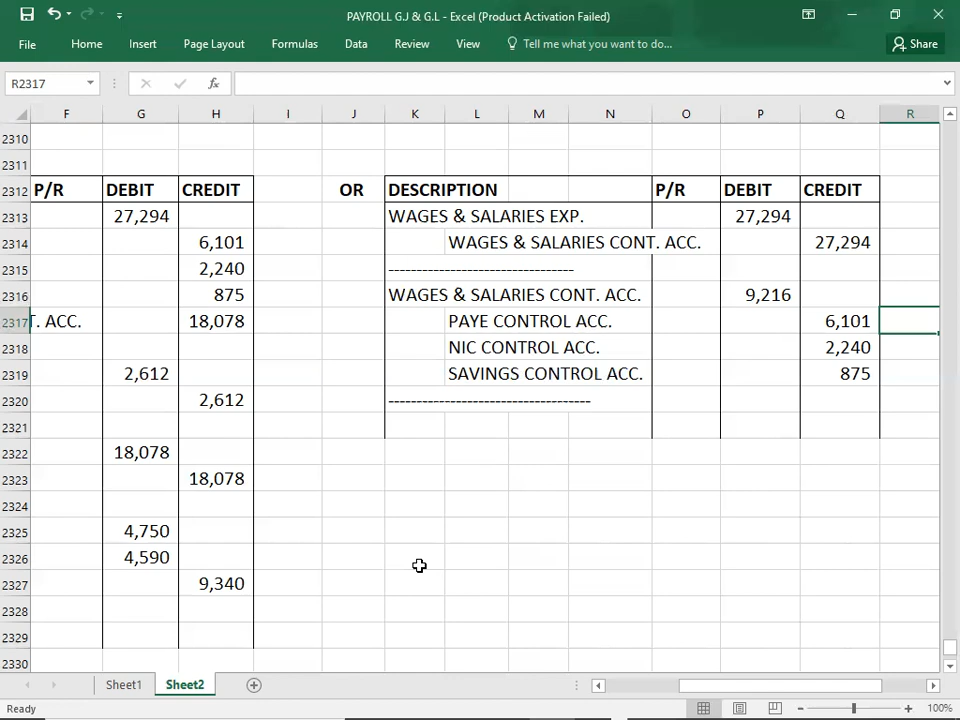 PAYROLL G.J & G.L - Excel (Product Activation Failed)
File Home Insert Page Layout Formulas Data Review View Tell me what you want to do... Share
R2317 fx
F G H I J K L M N O P Q R
2310
2311
2312 P/R DEBIT CREDIT OR DESCRIPTION P/R DEBIT CREDIT
2313 27,294 WAGES & SALARIES EXP. 27,294
2314 6,101 WAGES & SALARIES CONT. ACC. 27,294
2315 2,240 ---------------------------------
2316 875 WAGES & SALARIES CONT. ACC. 9,216
2317 T. ACC. 18,078 PAYE CONTROL ACC. 6,101
2318 NIC CONTROL ACC. 2,240
2319 2,612 SAVINGS CONTROL ACC. 875
2320 2,612 ------------------------------------
2321
2322 18,078
2323 18,078
2324
2325 4,750
2326 4,590
2327 9,340
2328
2329
2330
Sheet1 Sheet2
Ready 100%